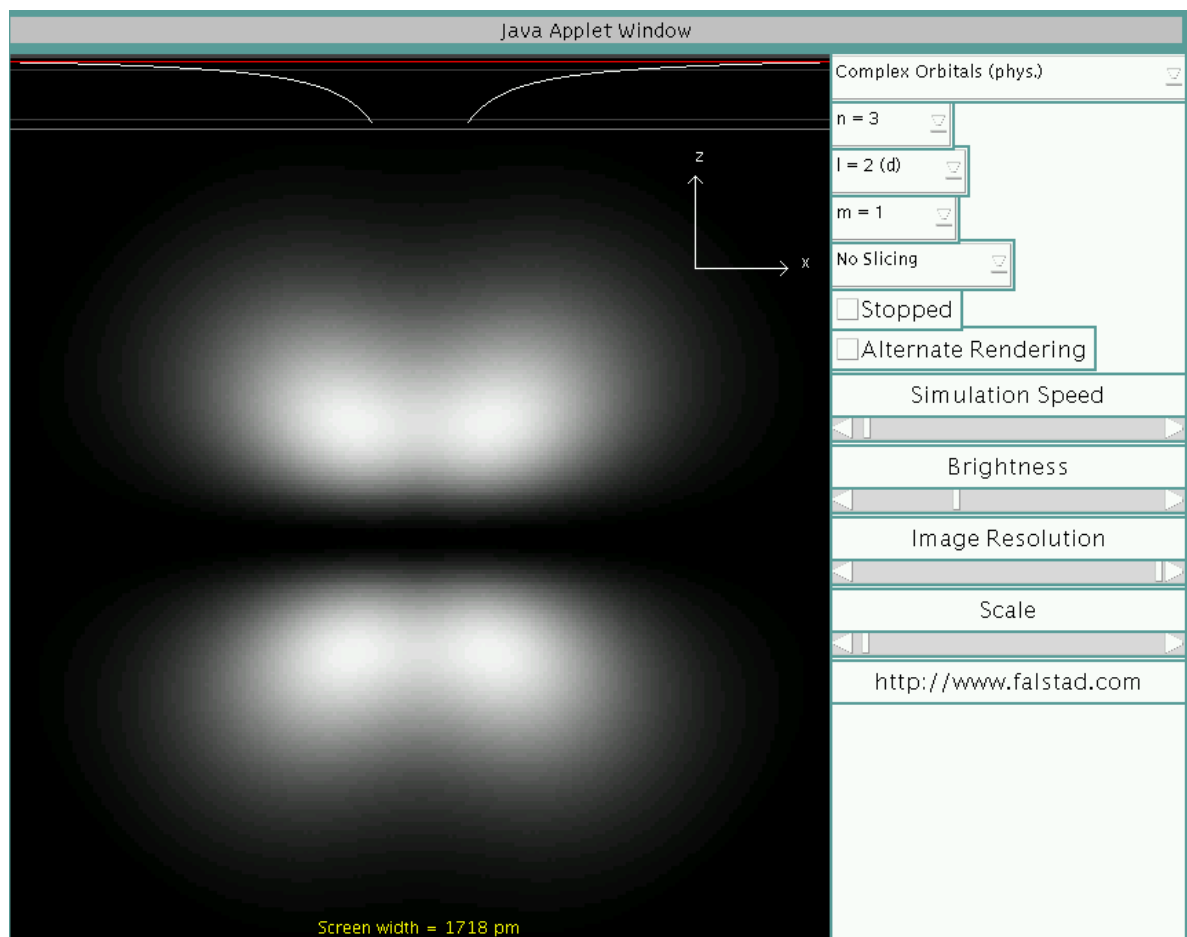 Java Applet Window
Complex Orbitals (phys.)
n = 3
l = 2 (d)
m = 1
No Slicing
Stopped
Alternate Rendering
Simulation Speed
Brightness
Image Resolution
Scale
http://www.falstad.com
z
x
Screen width = 1718 pm